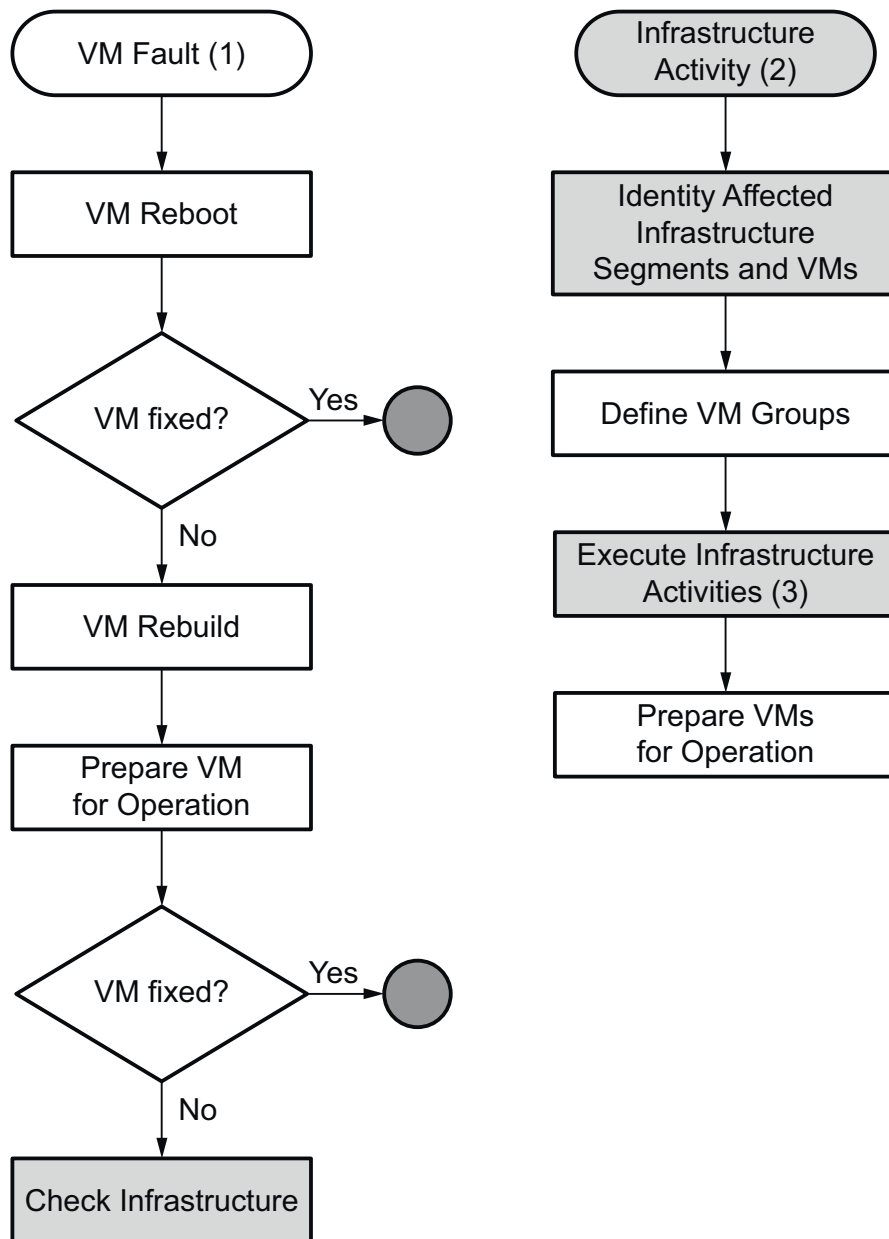 VM Fault (1)
VM Reboot
VM fixed?
Yes
No
VM Rebuild
Prepare VM
for Operation
VM fixed?
Yes
No
Check Infrastructure
Infrastructure
Activity (2)
Identity Affected
Infrastructure
Segments and VMs
Define VM Groups
Execute Infrastructure
Activities (3)
Prepare VMs
for Operation